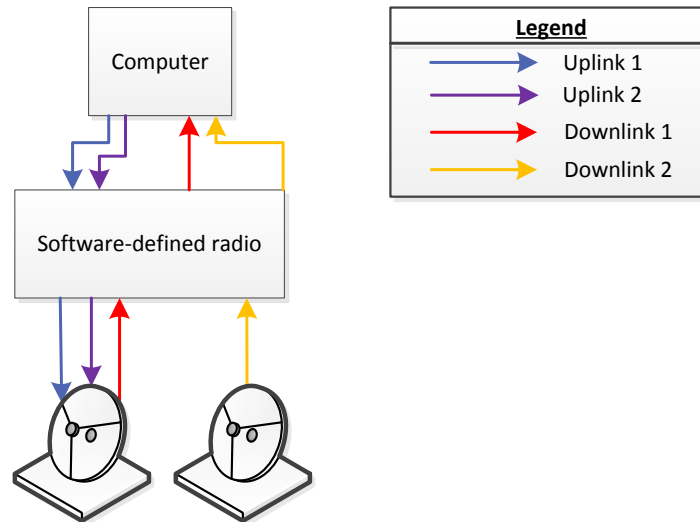 Computer
Software-defined radio
Legend
Uplink 1
Uplink 2
Downlink 1
Downlink 2